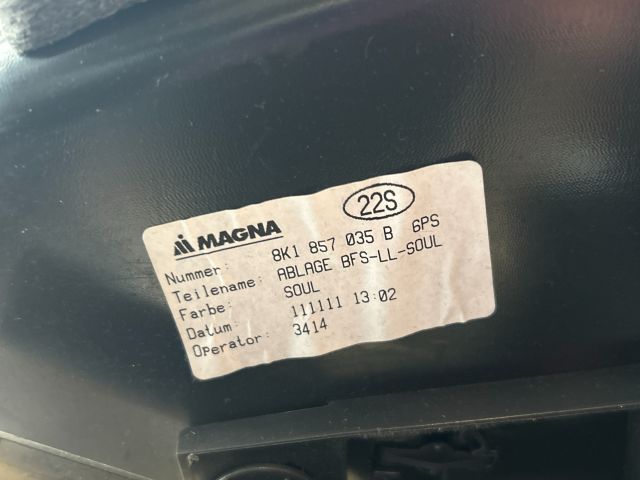 22S
MAGNA
Nummer: 8K1 857 035 B 6PS
Teilename: ABLAGE BFS-LL-SOUL
Farbe: SOUL
Datum: 111111 13:02
Operator: 3414